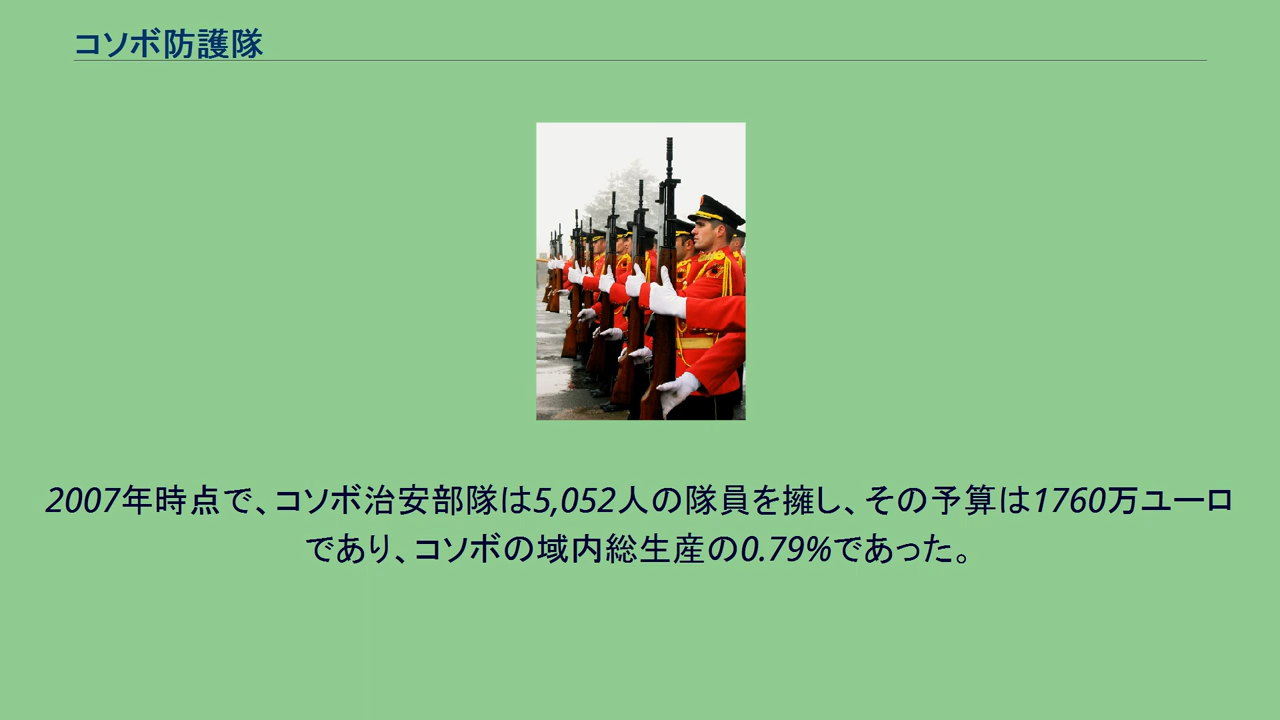 コソボ防護隊
2007年時点で、コソボ治安部隊は5,052人の隊員を擁し、その予算は1760万ユーロ
であり、コソボの域内総生産の0.79%であった。